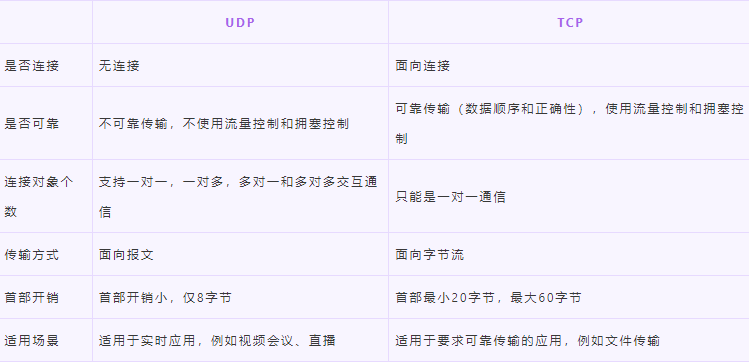 UDP TCP
是否连接 无连接 面向连接
是否可靠 不可靠传输，不使用流量控制和拥塞控制 可靠传输（数据顺序和正确性），使用流量控制和拥塞控
制
连接对象个 支持一对一，一对多，多对一和多对多交互通 只能是一对一通信
数 信
传输方式 面向报文 面向字节流
首部开销 首部开销小，仅8字节 首部最小20字节，最大60字节
适用场景 适用于实时应用，例如视频会议、直播 适用于要求可靠传输的应用，例如文件传输